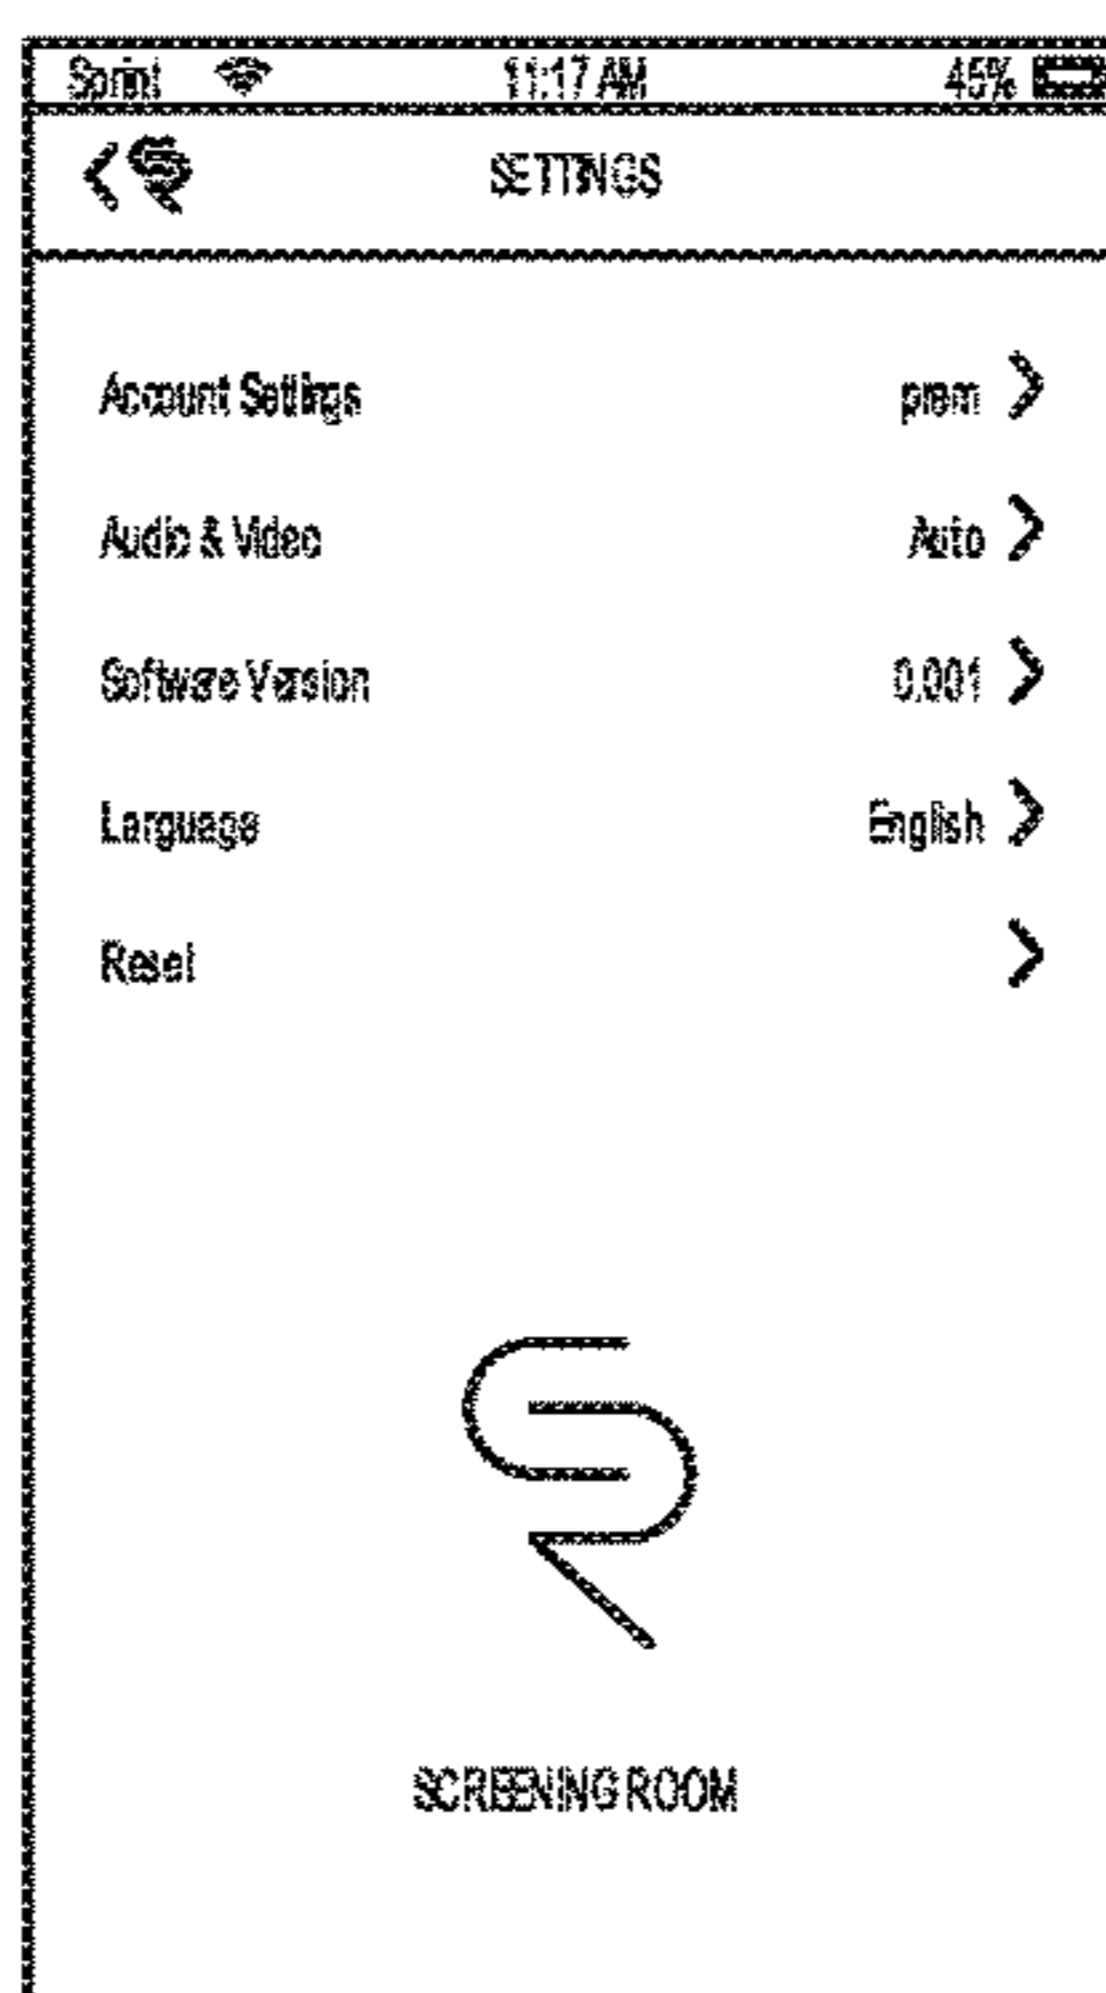 Sprint 11:17 AM 45%
SETTINGS
Account Settings prem
Audio & Video Auto
Software Version 0.001
Language English
Reset
SCREENING ROOM